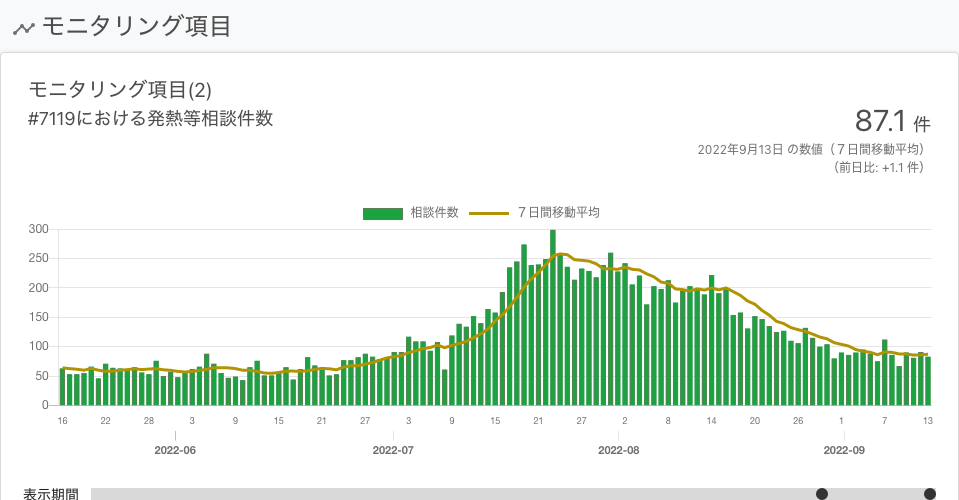 モニタリング項目
モニタリング項目(2)
#7119における発熱等相談件数
87.1 件
2022年9月13日 の数値（７日間移動平均）
（前日比: +1.1 件）
相談件数 ７日間移動平均
300
250
200
150
100
50
0
16 22 28 3 9 15 21 27 3 9 15 21 27 2 8 14 20 26 1 7 13
2022-06 2022-07 2022-08 2022-09
表示期間